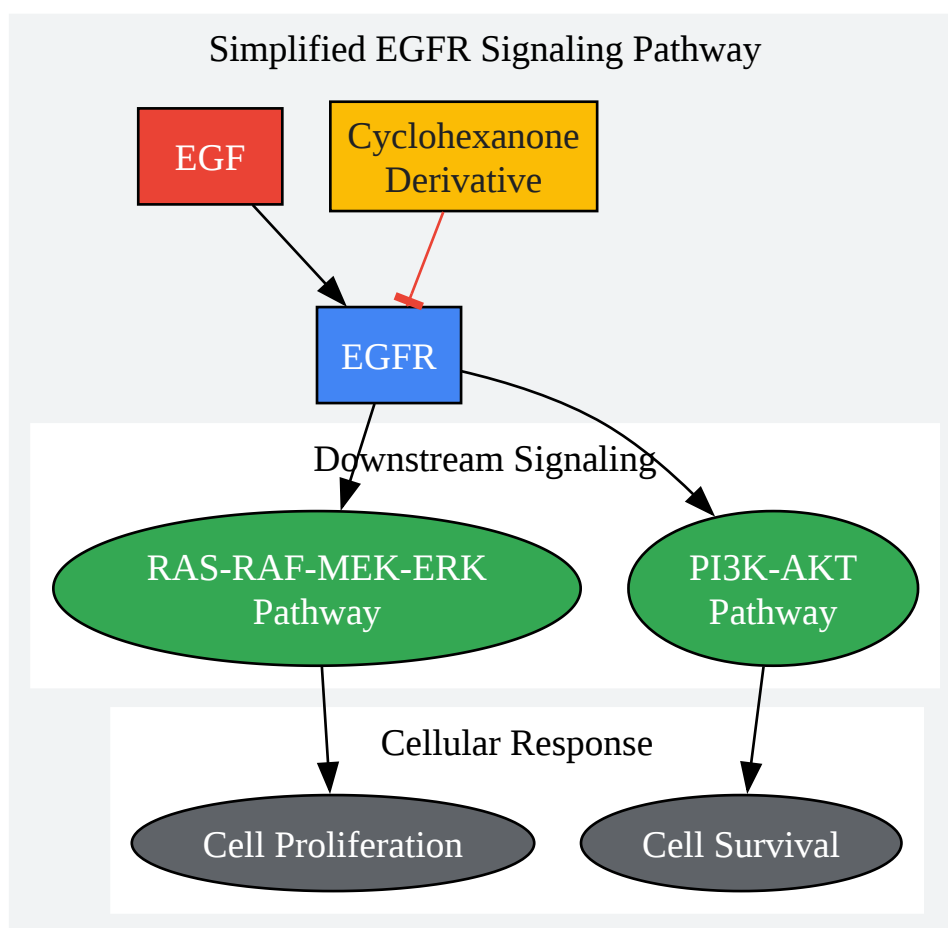 Simplified EGFR Signaling Pathway
EGF
Cyclohexanone
Derivative
EGFR
Downstream Signaling
RAS-RAF-MEK-ERK
Pathway
PI3K-AKT
Pathway
Cellular Response
Cell Proliferation
Cell Survival